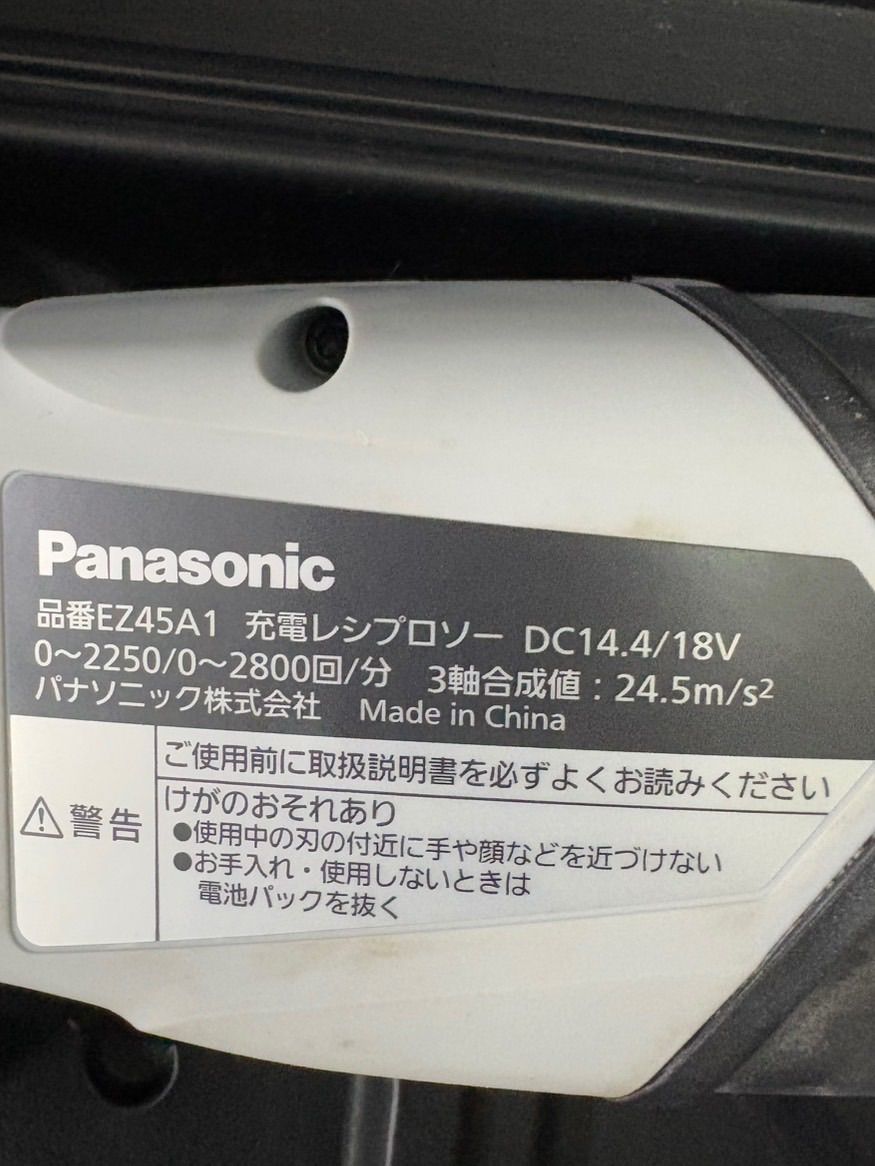 Panasonic
品番EZ45A1 充電レシプロソー DC14.4/18V
0～2250/0～2800回/分 3軸合成値：24.5m/s²
パナソニック株式会社 Made in China
ご使用前に取扱説明書を必ずよくお読みください
警告
けがのおそれあり
●使用中の刃の付近に手や顔などを近づけない
●お手入れ・使用しないときは
電池パックを抜く